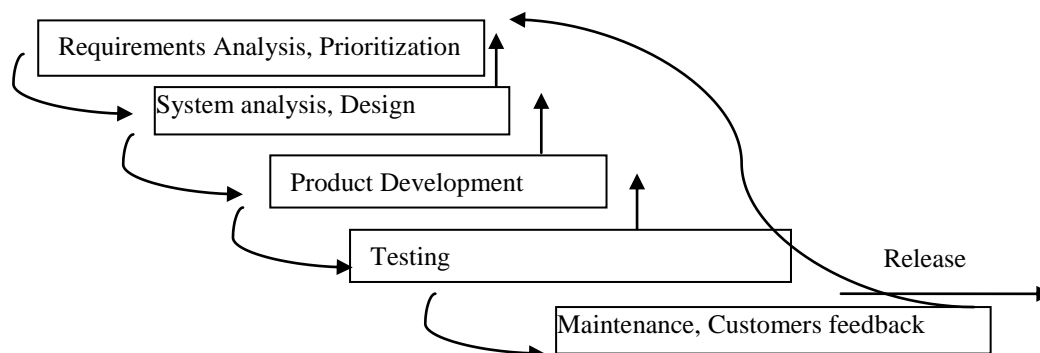 Requirements Analysis, Prioritization
System analysis, Design
Product Development
Testing
Release
Maintenance, Customers feedback